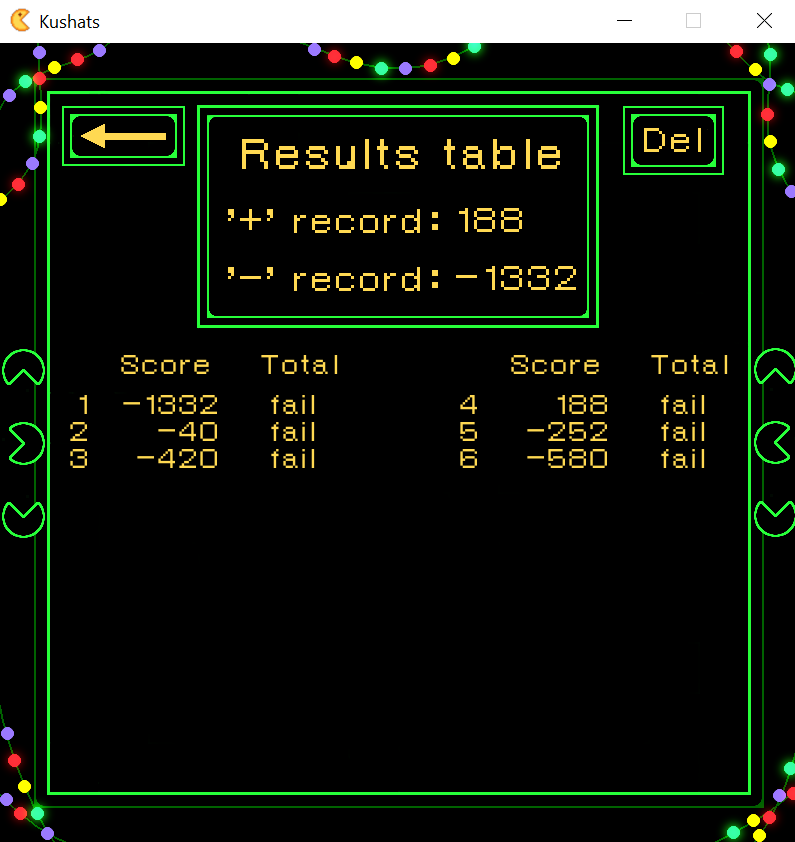 Kushats
Results table
Del
'+' record: 188
'-' record: -1332
Score Total Score Total
1 -1332 fail 4 188 fail
2 -40 fail 5 -252 fail
3 -420 fail 6 -580 fail